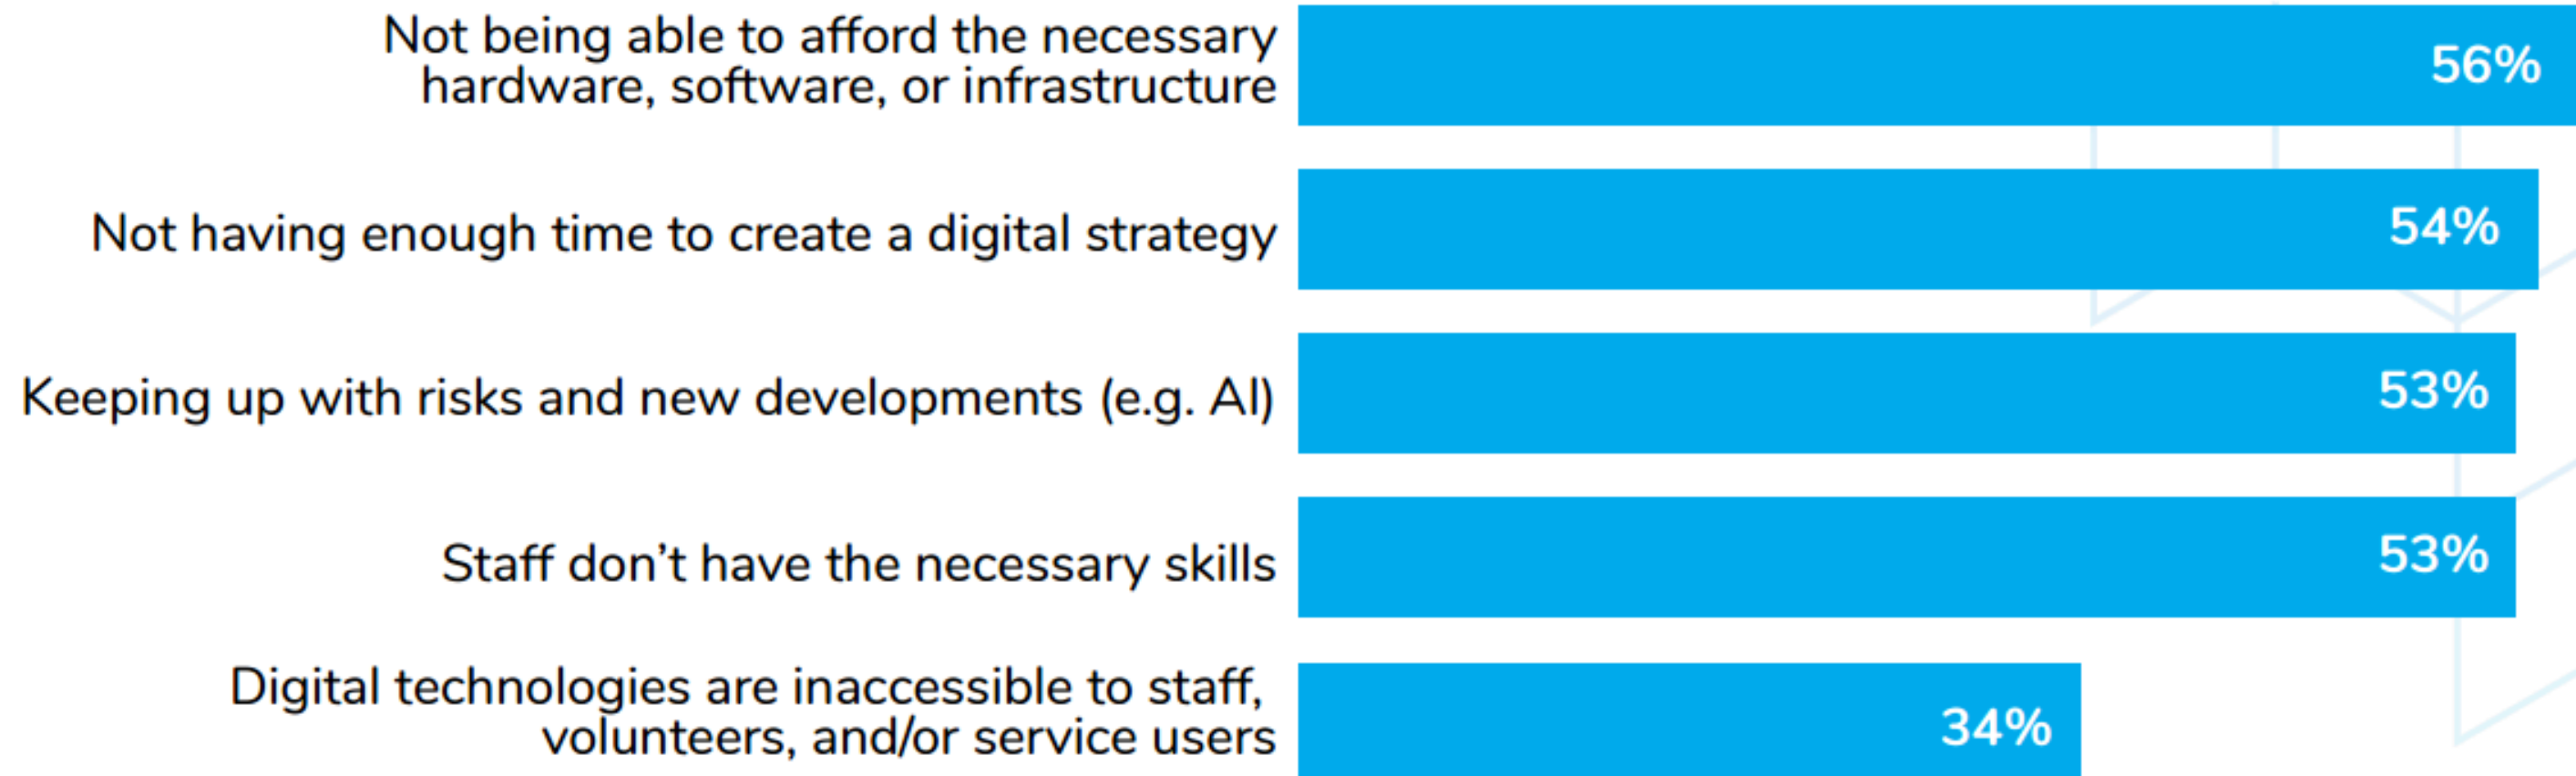 Not being able to afford the necessary
hardware, software, or infrastructure
56%
Not having enough time to create a digital strategy
54%
Keeping up with risks and new developments (e.g. AI)
53%
Staff don’t have the necessary skills
53%
Digital technologies are inaccessible to staff,
volunteers, and/or service users
34%